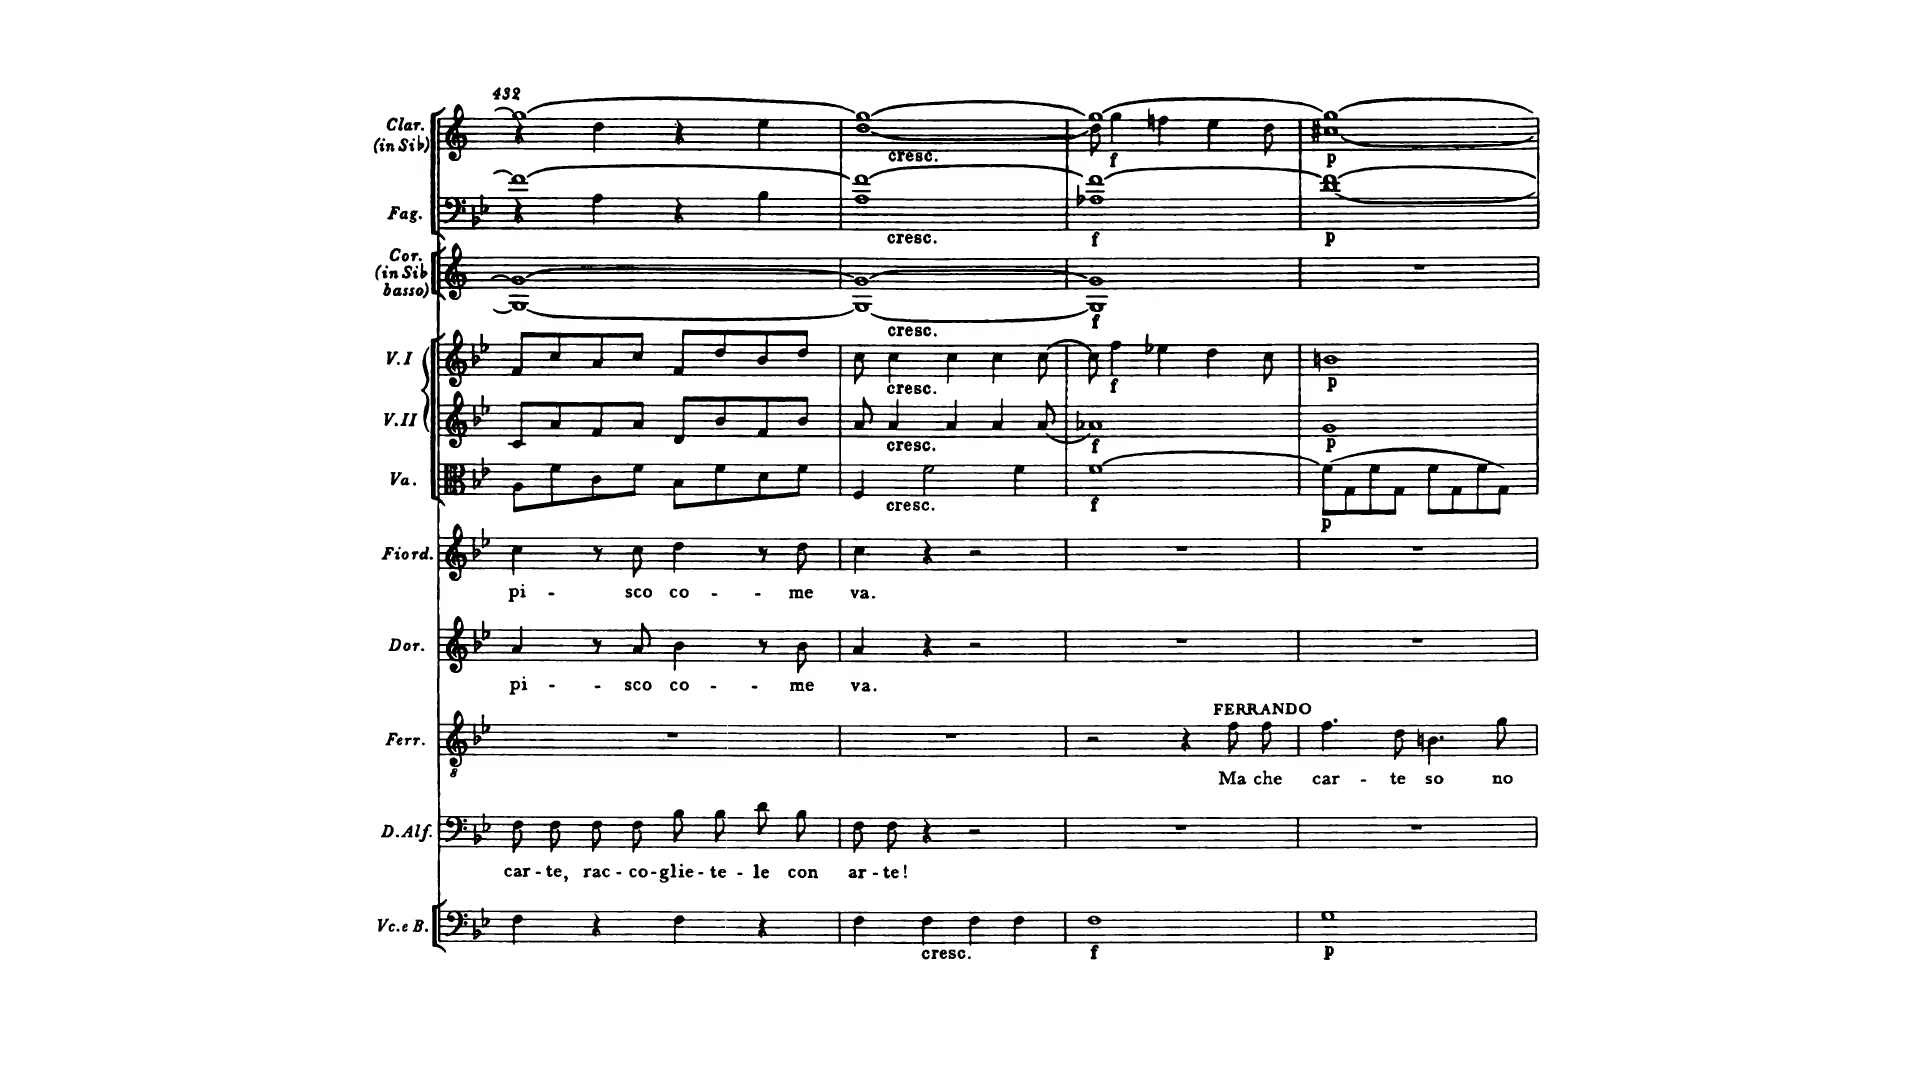 432
Clar.
(in Sib)
cresc. f p
Fag.
cresc. f p
Cor.
(in Sib
basso)
cresc. f
V.I
cresc. f p
V.II
cresc. f p
Va.
cresc. f p
Fiord.
pi - sco co - - me va.
Dor.
pi - - sco co - - me va.
FERRANDO
Ferr.
8
Ma che car - te so no
D.Alf.
car - te, rac - co - glie - te - le con ar - te!
Vc.e B.
cresc. f p